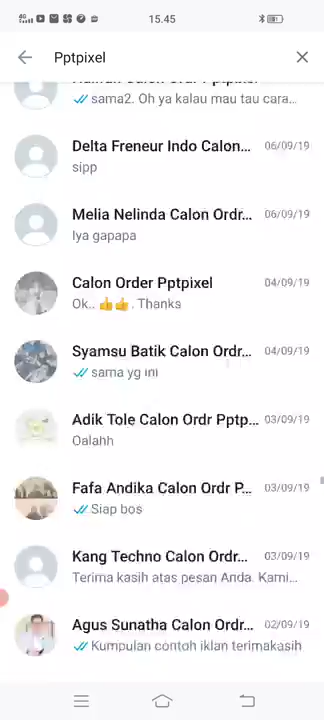 15.45
Pptpixel
sama2. Oh ya kalau mau tau cara...
Delta Freneur Indo Calon... 06/09/19
sipp
Melia Nelinda Calon Ordr... 06/09/19
Iya gapapa
Calon Order Pptpixel 04/09/19
Ok.. 👍👍. Thanks
Syamsu Batik Calon Ordr... 04/09/19
sama yg ini
Adik Tole Calon Ordr Pptp... 03/09/19
Oalahh
Fafa Andika Calon Ordr P... 03/09/19
Siap bos
Kang Techno Calon Ordr... 03/09/19
Terima kasih atas pesan Anda. Kami...
Agus Sunatha Calon Ordr... 02/09/19
Kumpulan contoh iklan terimakasih